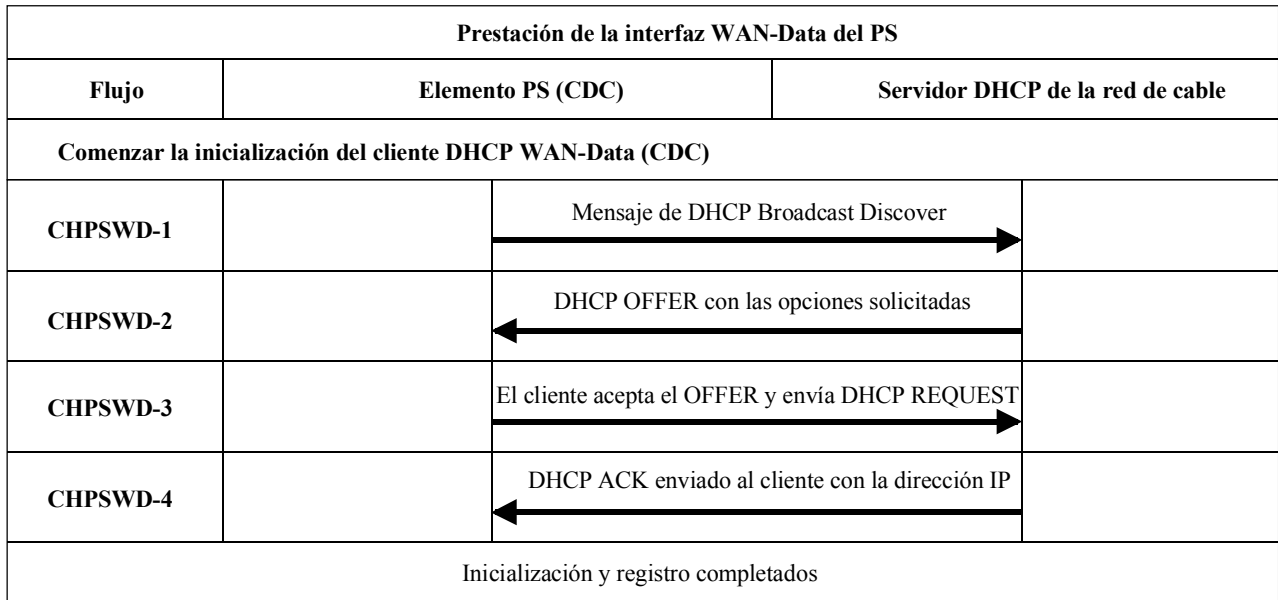 Prestación de la interfaz WAN-Data del PS
Flujo
Elemento PS (CDC)
Servidor DHCP de la red de cable
Comenzar la inicialización del cliente DHCP WAN-Data (CDC)
CHPSWD-1
Mensaje de DHCP Broadcast Discover
CHPSWD-2
DHCP OFFER con las opciones solicitadas
CHPSWD-3
El cliente acepta el OFFER y envía DHCP REQUEST
CHPSWD-4
DHCP ACK enviado al cliente con la dirección IP
Inicialización y registro completados